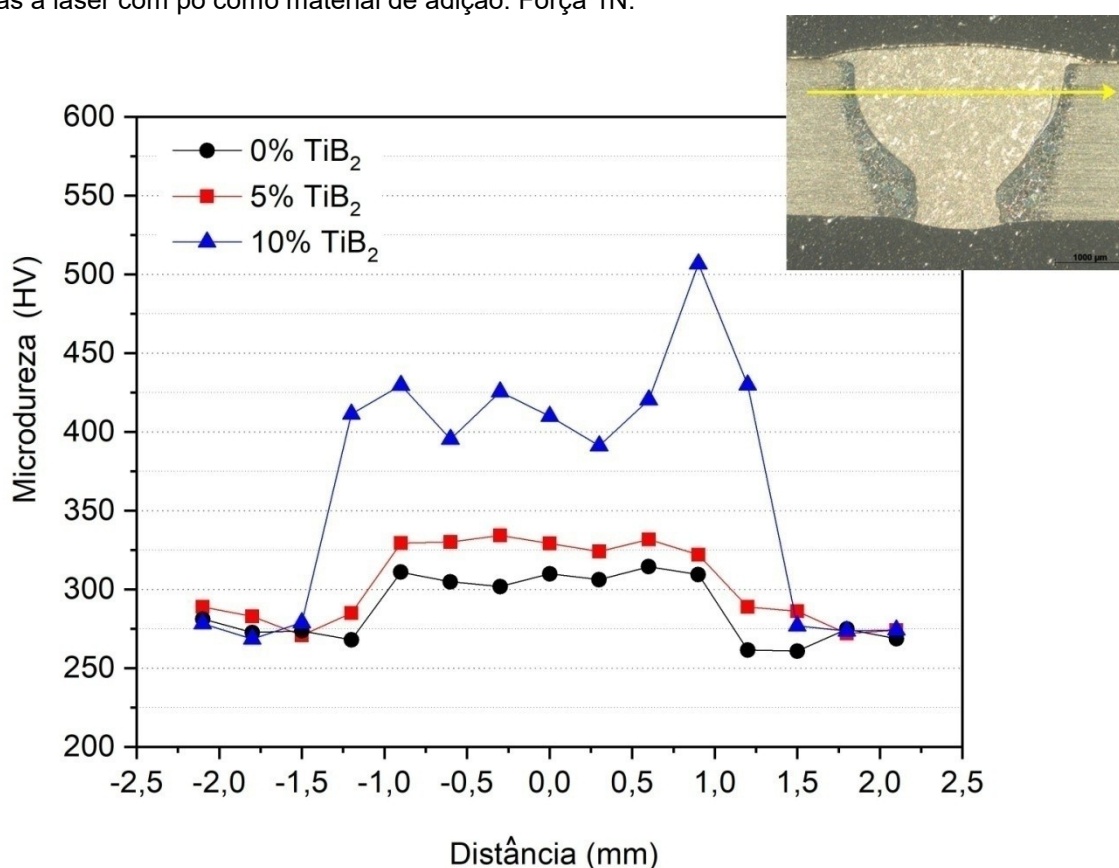 as a laser com pó como material de adição. Força 1N.
1000 µm
600
550
500
450
400
350
300
250
200
0% TiB₂
5% TiB₂
10% TiB₂
Microdureza (HV)
-2,5 -2,0 -1,5 -1,0 -0,5 0,0 0,5 1,0 1,5 2,0 2,5
Distância (mm)